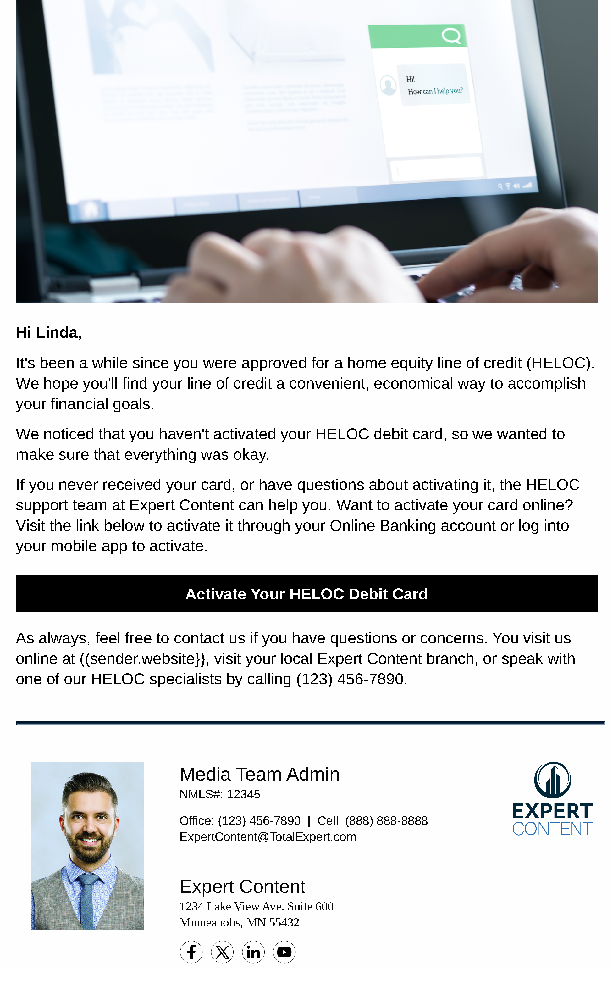 Hi!
How can I help you?
Hi Linda,
It's been a while since you were approved for a home equity line of credit (HELOC).
We hope you'll find your line of credit a convenient, economical way to accomplish
your financial goals.
We noticed that you haven't activated your HELOC debit card, so we wanted to
make sure that everything was okay.
If you never received your card, or have questions about activating it, the HELOC
support team at Expert Content can help you. Want to activate your card online?
Visit the link below to activate it through your Online Banking account or log into
your mobile app to activate.
Activate Your HELOC Debit Card
As always, feel free to contact us if you have questions or concerns. You visit us
online at ((sender.website}}, visit your local Expert Content branch, or speak with
one of our HELOC specialists by calling (123) 456-7890.
Media Team Admin
NMLS#: 12345
Office: (123) 456-7890 | Cell: (888) 888-8888
ExpertContent@TotalExpert.com
EXPERT
CONTENT
Expert Content
1234 Lake View Ave. Suite 600
Minneapolis, MN 55432